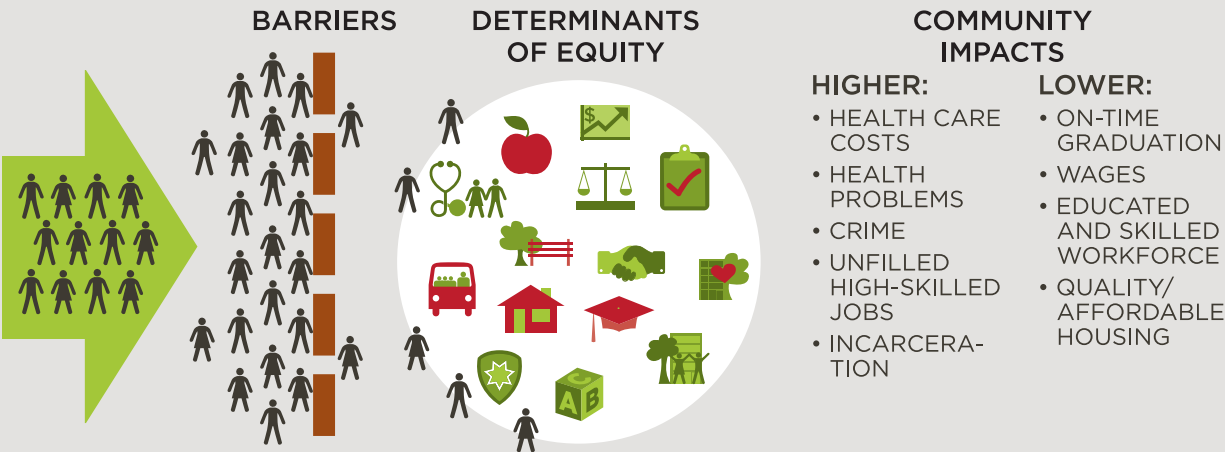 BARRIERS
DETERMINANTS
OF EQUITY
$
A
B
C
COMMUNITY
IMPACTS
HIGHER:
• HEALTH CARE
COSTS
• HEALTH
PROBLEMS
• CRIME
• UNFILLED
HIGH-SKILLED
JOBS
• INCARCERA-
TION
LOWER:
• ON-TIME
GRADUATION
• WAGES
• EDUCATED
AND SKILLED
WORKFORCE
• QUALITY/
AFFORDABLE
HOUSING